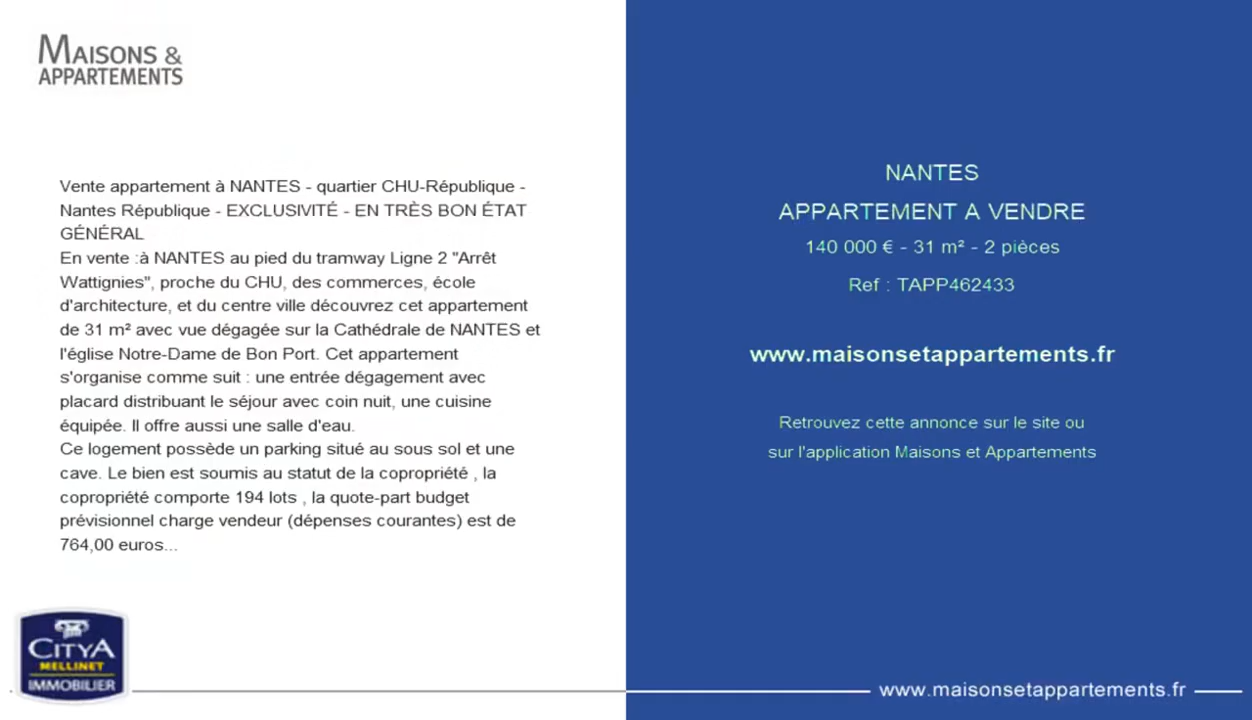 MAISONS &
APPARTEMENTS
Vente appartement à NANTES - quartier CHU-République -
Nantes République - EXCLUSIVITÉ - EN TRÈS BON ÉTAT
GÉNÉRAL
En vente :à NANTES au pied du tramway Ligne 2 "Arrêt
Wattignies", proche du CHU, des commerces, école
d'architecture, et du centre ville découvrez cet appartement
de 31 m² avec vue dégagée sur la Cathédrale de NANTES et
l'église Notre-Dame de Bon Port. Cet appartement
s'organise comme suit : une entrée dégagement avec
placard distribuant le séjour avec coin nuit, une cuisine
équipée. Il offre aussi une salle d'eau.
Ce logement possède un parking situé au sous sol et une
cave. Le bien est soumis au statut de la copropriété , la
copropriété comporte 194 lots , la quote-part budget
prévisionnel charge vendeur (dépenses courantes) est de
764,00 euros...
CITYA
MELLINET
IMMOBILIER
NANTES
APPARTEMENT A VENDRE
140 000 € - 31 m² - 2 pièces
Ref : TAPP462433
www.maisonsetappartements.fr
Retrouvez cette annonce sur le site ou
sur l'application Maisons et Appartements
www.maisonsetappartements.fr